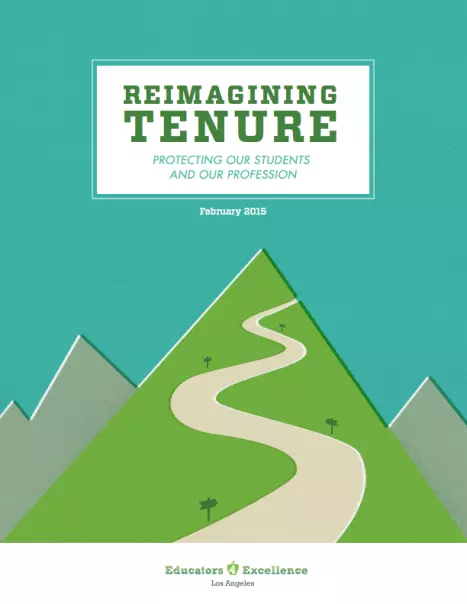 REIMAGINING
TENURE
PROTECTING OUR STUDENTS
AND OUR PROFESSION
February 2015
Educators 4 Excellence
Los Angeles